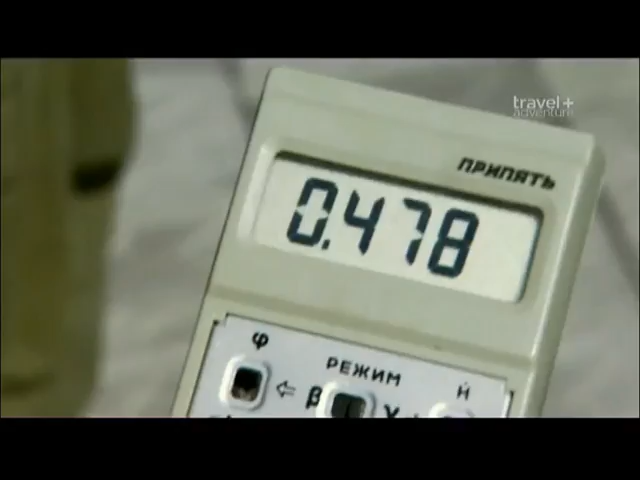 travel+
adventure
ПРИПЯТЬ
0.478
φ
РЕЖИМ
Й
⇦ β γ